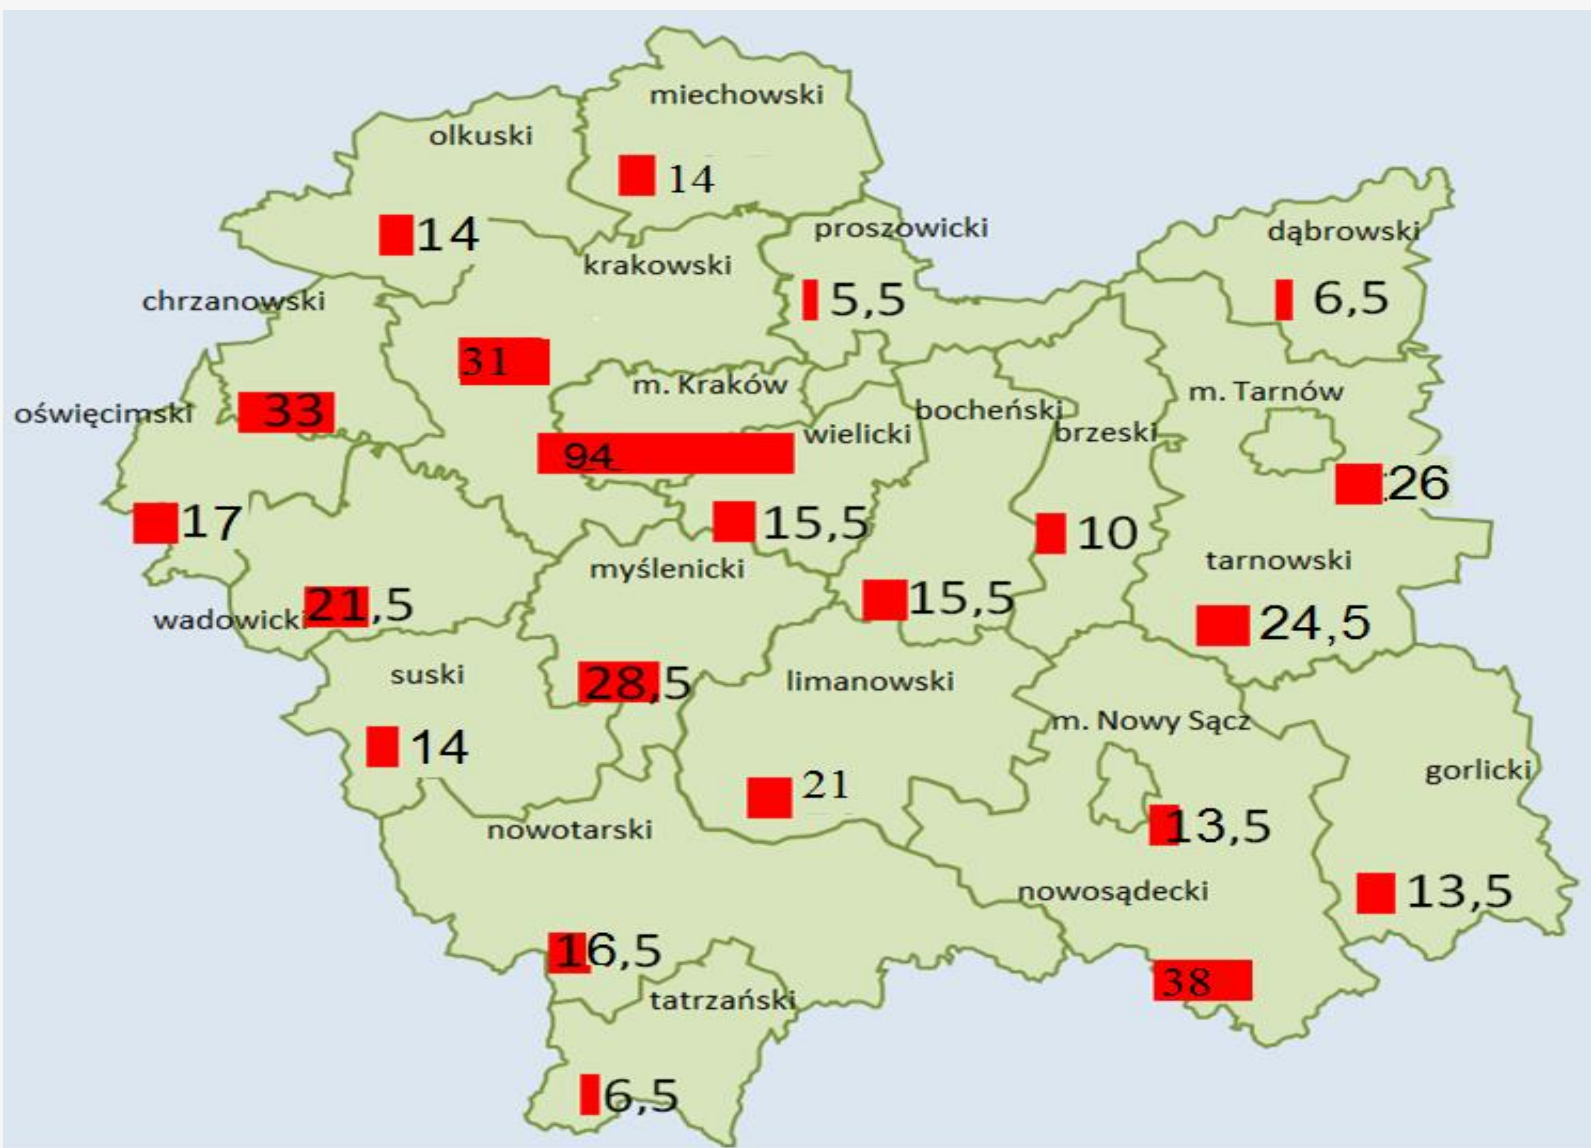 miechowski
olkuski
14
14
proszowicki
dąbrowski
krakowski
chrzanowski
5,5
6,5
31
m. Kraków
m. Tarnów
oświęcimski
33
bocheński
wielicki
brzeski
94
26
17
15,5
10
tarnowski
myślenicki
15,5
21,5
wadowicki
24,5
suski
28,5
limanowski
m. Nowy Sącz
14
gorlicki
21
nowotarski
13,5
nowosądecki
13,5
16,5
38
tatrzański
6,5